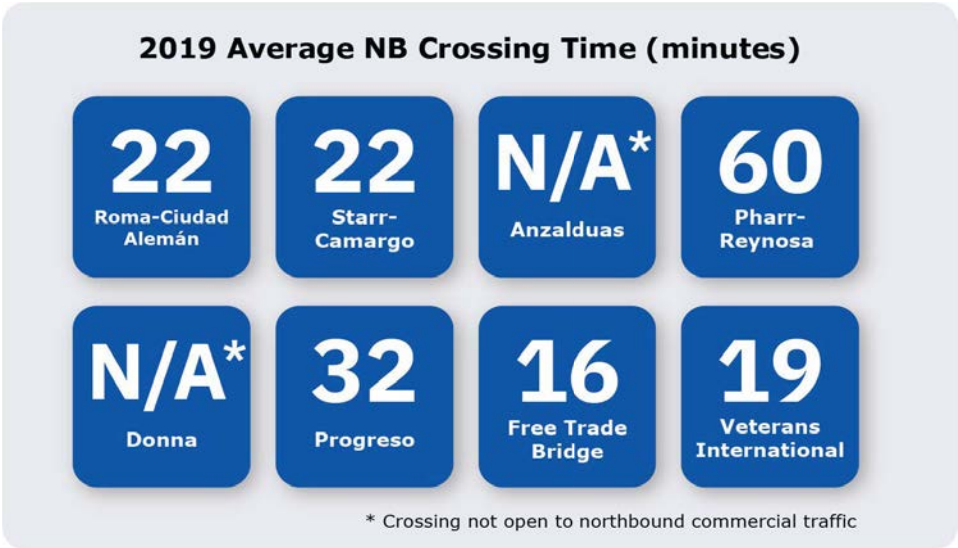 2019 Average NB Crossing Time (minutes)
22
Roma-Ciudad
Alemán
22
Starr-
Camargo
N/A*
Anzalduas
60
Pharr-
Reynosa
N/A*
Donna
32
Progreso
16
Free Trade
Bridge
19
Veterans
International
* Crossing not open to northbound commercial traffic